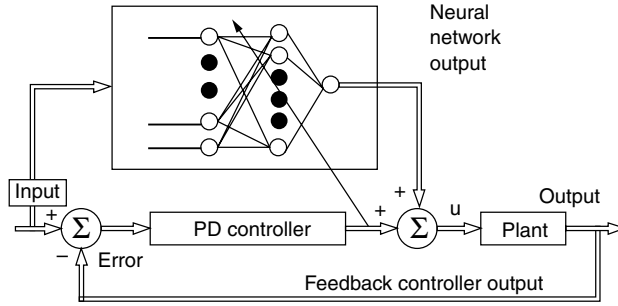 Neural
network
output
Input
+
Σ
−
Error
PD controller
+
+
Σ
u
Plant
Output
Feedback controller output